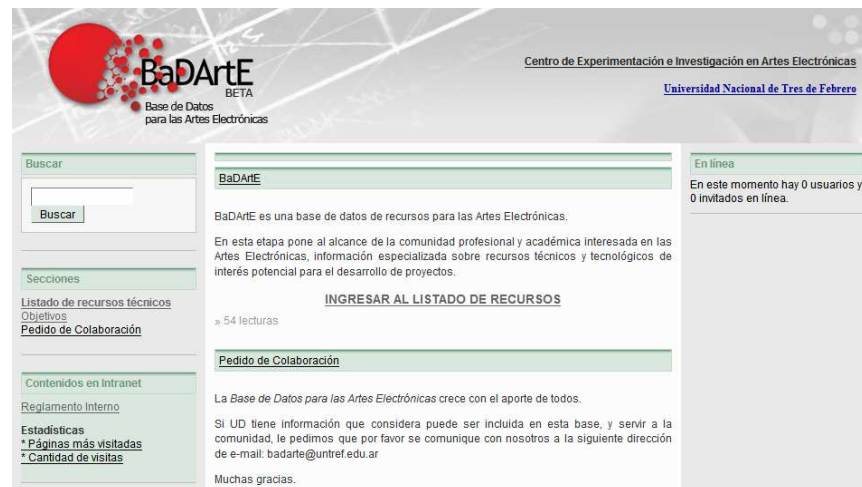 BaDArtE
BETA
Base de Datos
para las Artes Electrónicas
Centro de Experimentación e Investigación en Artes Electrónicas
Universidad Nacional de Tres de Febrero
Buscar
Buscar
Secciones
Listado de recursos técnicos
Objetivos
Pedido de Colaboración
Contenidos en Intranet
Reglamento Interno
Estadísticas
* Páginas más visitadas
* Cantidad de visitas
BaDArtE
BaDArtE es una base de datos de recursos para las Artes Electrónicas.
En esta etapa pone al alcance de la comunidad profesional y académica interesada en las
Artes Electrónicas, información especializada sobre recursos técnicos y tecnológicos de
interés potencial para el desarrollo de proyectos.
INGRESAR AL LISTADO DE RECURSOS
» 54 lecturas
Pedido de Colaboración
La Base de Datos para las Artes Electrónicas crece con el aporte de todos.
Si UD tiene información que considera puede ser incluida en esta base, y servir a la
comunidad, le pedimos que por favor se comunique con nosotros a la siguiente dirección
de e-mail: badarte@untref.edu.ar
Muchas gracias.
En línea
En este momento hay 0 usuarios y
0 invitados en línea.